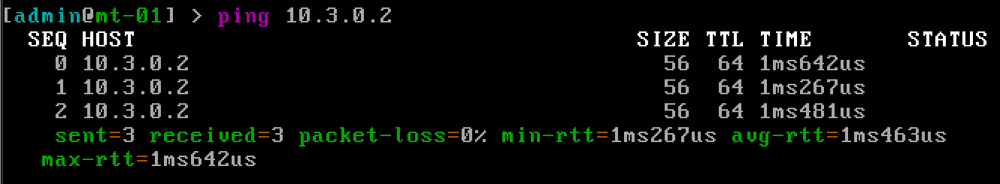 [admin@mt-01] > ping 10.3.0.2
SEQ HOST SIZE TTL TIME STATUS
0 10.3.0.2 56 64 1ms642us
1 10.3.0.2 56 64 1ms267us
2 10.3.0.2 56 64 1ms481us
sent=3 received=3 packet-loss=0% min-rtt=1ms267us avg-rtt=1ms463us
max-rtt=1ms642us